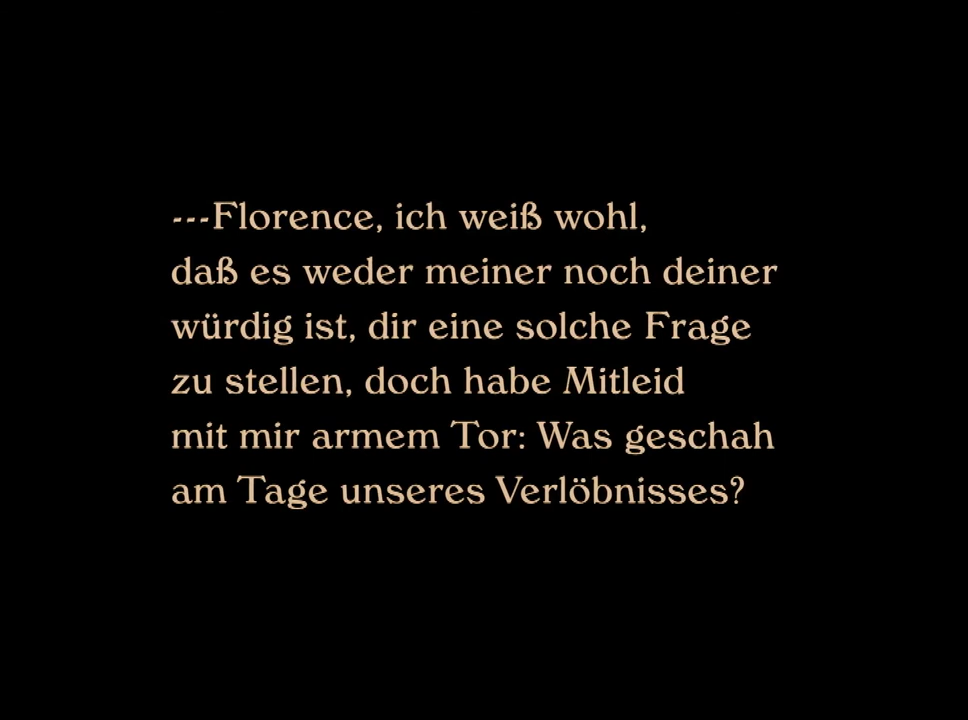 ---Florence, ich weiß wohl,
daß es weder meiner noch deiner
würdig ist, dir eine solche Frage
zu stellen, doch habe Mitleid
mit mir armem Tor: Was geschah
am Tage unseres Verlöbnisses?